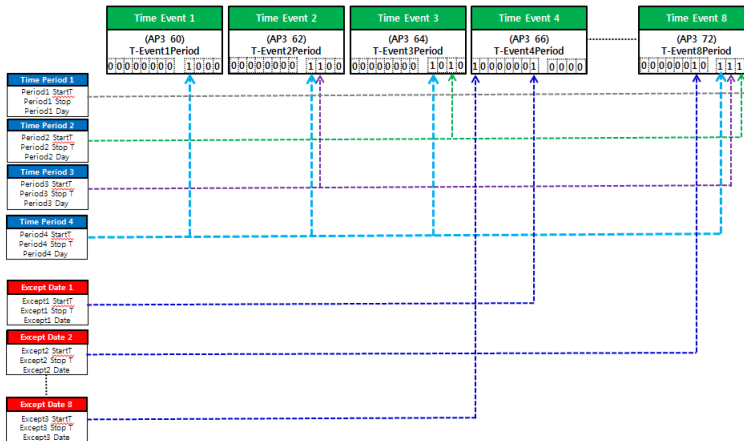 Time Event 1
(AP3 60)
T-Event1Period
00000000 1000
Time Event 2
(AP3 62)
T-Event2Period
00000000 1100
Time Event 3
(AP3 64)
T-Event3Period
00000000 1010
Time Event 4
(AP3 66)
T-Event4Period
10000001 0000
Time Event 8
(AP3 72)
T-Event8Period
00000010 111
Time Period 1
Period1 StartT
Period1 Stop
Period1 Day
Time Period 2
Period2 StartT
Period2 Stop T
Period2 Day
Time Period 3
Period3 StartT
Period3 Stop T
Period3 Day
Time Period 4
Period4 StartT
Period4 Stop T
Period4 Day
Except Date 1
Except1 StartT
Except1 Stop T
Except1 Date
Except Date 2
Except2 StartT
Except2 Stop T
Except2 Date
Except Date 8
Except3 StartT
Except3 Stop T
Except3 Date